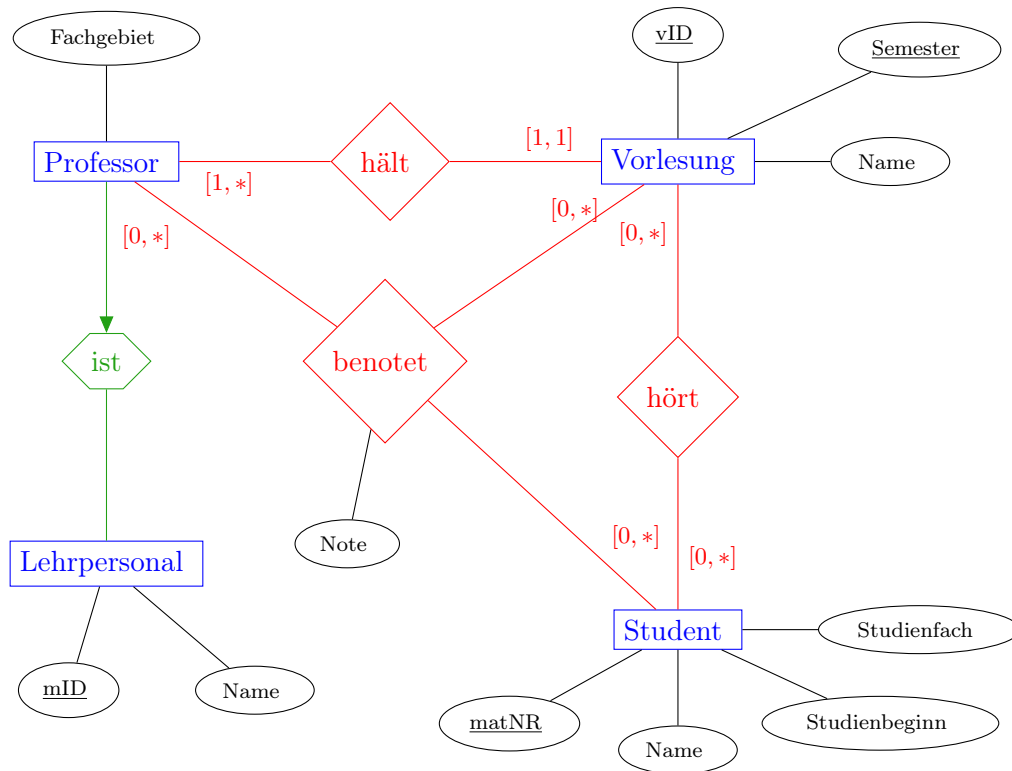 Fachgebiet
vID
Semester
Professor
hält
[1, 1]
Vorlesung
Name
[1, ∗]
[0, ∗]
[0, ∗]
[0, ∗]
ist
benotet
hört
Note
[0, ∗]
[0, ∗]
Lehrpersonal
Student
Studienfach
mID
Name
matNR
Name
Studienbeginn